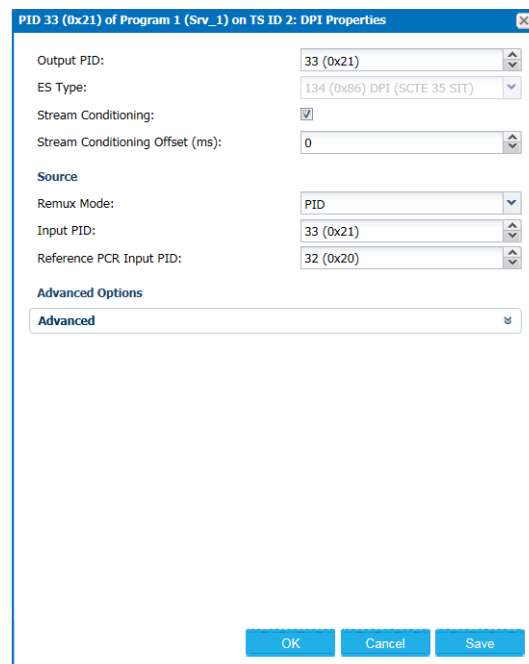 PID 33 (0x21) of Program 1 (Srv_1) on TS ID 2: DPI Properties
Output PID: 33 (0x21)
ES Type: 134 (0x86) DPI (SCTE 35 SIT)
Stream Conditioning:
Stream Conditioning Offset (ms): 0
Source
Remux Mode: PID
Input PID: 33 (0x21)
Reference PCR Input PID: 32 (0x20)
Advanced Options
Advanced
OK Cancel Save